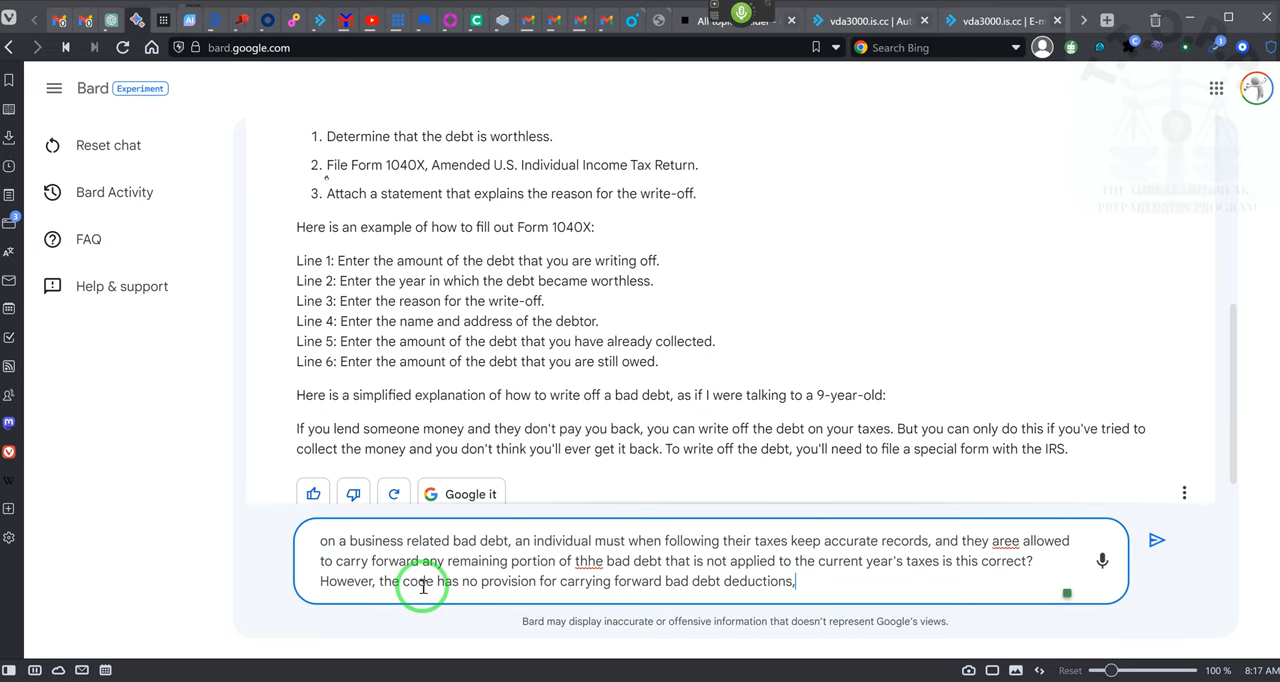 All to
vda3000.is.cc | Aut
vda3000.is.cc | E-m
bard.google.com
Search Bing
Bard Experiment
Reset chat
Bard Activity
FAQ
Help & support
1. Determine that the debt is worthless.
2. File Form 1040X, Amended U.S. Individual Income Tax Return.
3. Attach a statement that explains the reason for the write-off.
Here is an example of how to fill out Form 1040X:
Line 1: Enter the amount of the debt that you are writing off.
Line 2: Enter the year in which the debt became worthless.
Line 3: Enter the reason for the write-off.
Line 4: Enter the name and address of the debtor.
Line 5: Enter the amount of the debt that you have already collected.
Line 6: Enter the amount of the debt that you are still owed.
Here is a simplified explanation of how to write off a bad debt, as if I were talking to a 9-year-old:
If you lend someone money and they don't pay you back, you can write off the debt on your taxes. But you can only do this if you've tried to
collect the money and you don't think you'll ever get it back. To write off the debt, you'll need to file a special form with the IRS.
Google it
on a business related bad debt, an individual must when following their taxes keep accurate records, and they aree allowed
to carry forward any remaining portion of thhe bad debt that is not applied to the current year's taxes is this correct?
However, the code has no provision for carrying forward bad debt deductions,
Bard may display inaccurate or offensive information that doesn't represent Google's views.
Reset
100 %
8:17 AM